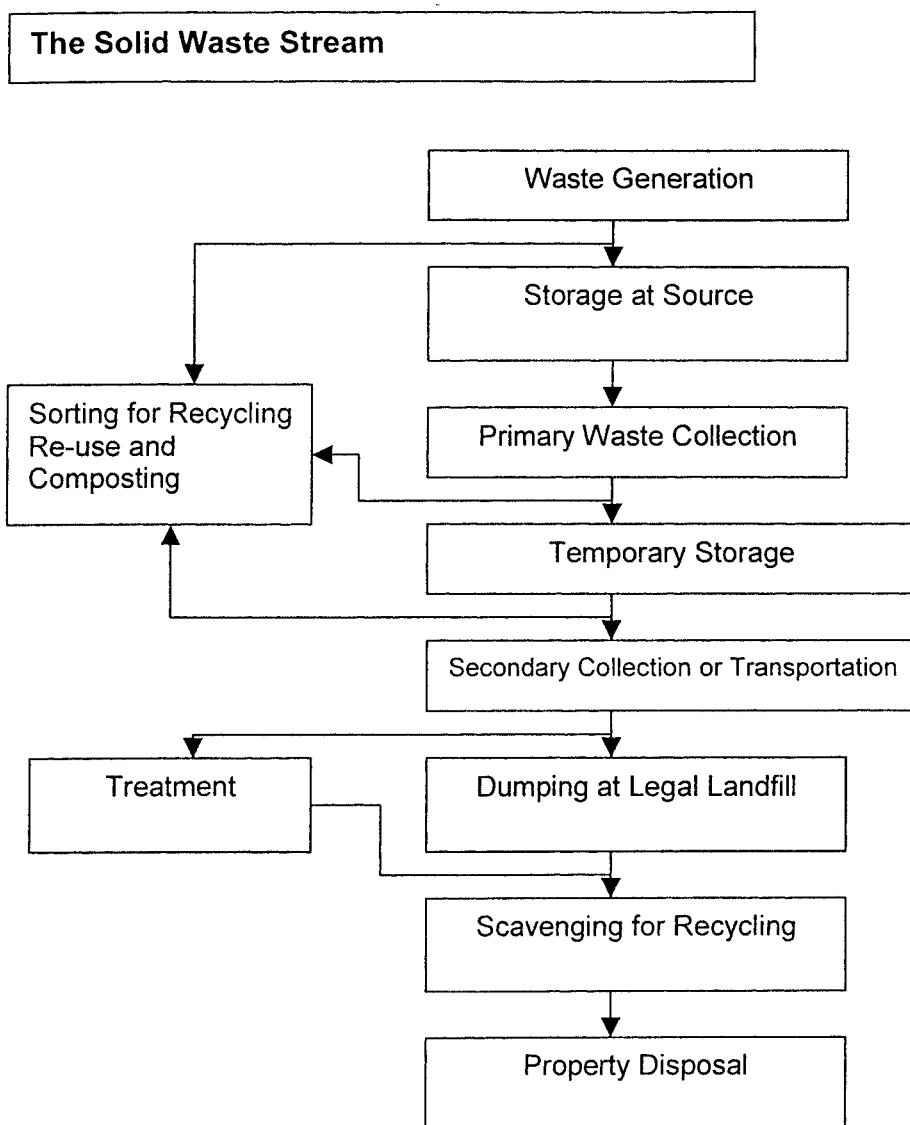 The Solid Waste Stream
Waste Generation
Storage at Source
Sorting for Recycling
Re-use and
Composting
Primary Waste Collection
Temporary Storage
Secondary Collection or Transportation
Treatment
Dumping at Legal Landfill
Scavenging for Recycling
Property Disposal